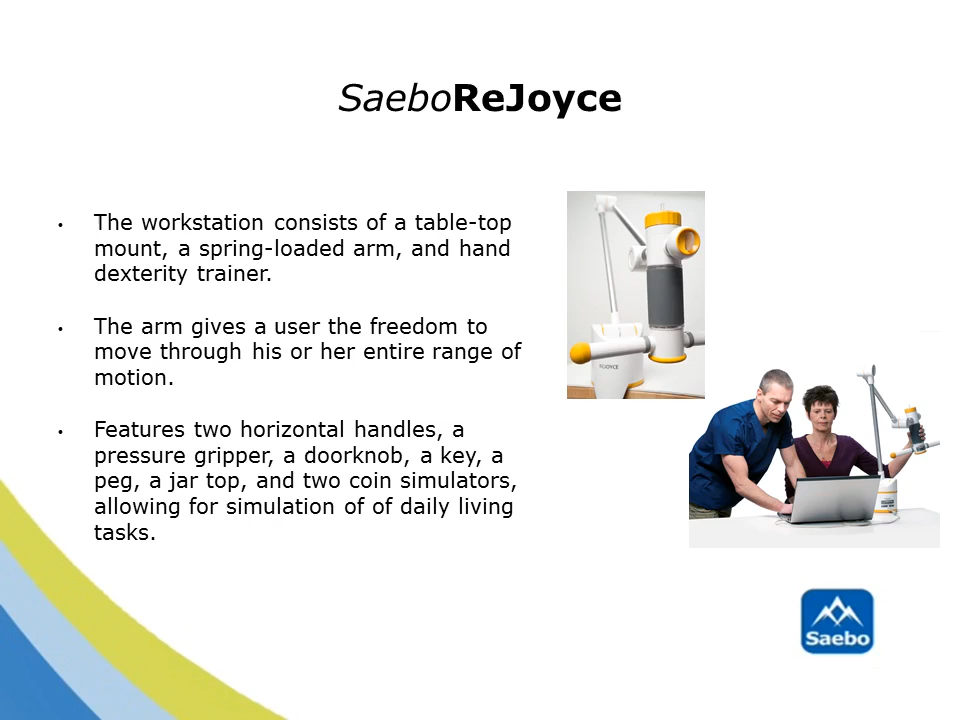 SaeboReJoyce
• The workstation consists of a table-top
mount, a spring-loaded arm, and hand
dexterity trainer.
• The arm gives a user the freedom to
move through his or her entire range of
motion.
• Features two horizontal handles, a
pressure gripper, a doorknob, a key, a
peg, a jar top, and two coin simulators,
allowing for simulation of of daily living
tasks.
REJOYCE
Saebo